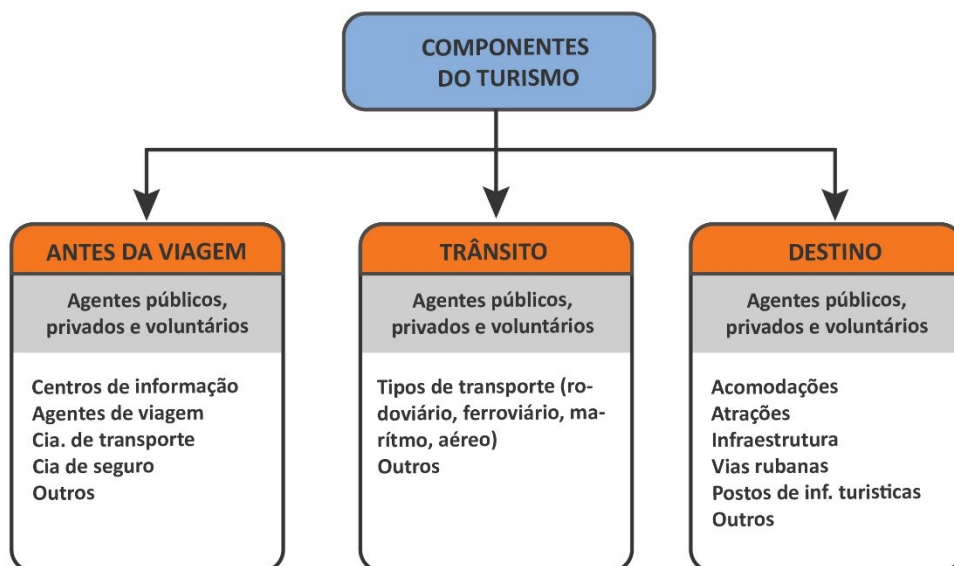 COMPONENTES
DO TURISMO
ANTES DA VIAGEM
Agentes públicos,
privados e voluntários
Centros de informação
Agentes de viagem
Cia. de transporte
Cia de seguro
Outros
TRÂNSITO
Agentes públicos,
privados e voluntários
Tipos de transporte (ro-
doviário, ferroviário, ma-
rítmo, aéreo)
Outros
DESTINO
Agentes públicos,
privados e voluntários
Acomodações
Atrações
Infraestrutura
Vias rubanas
Postos de inf. turisticas
Outros